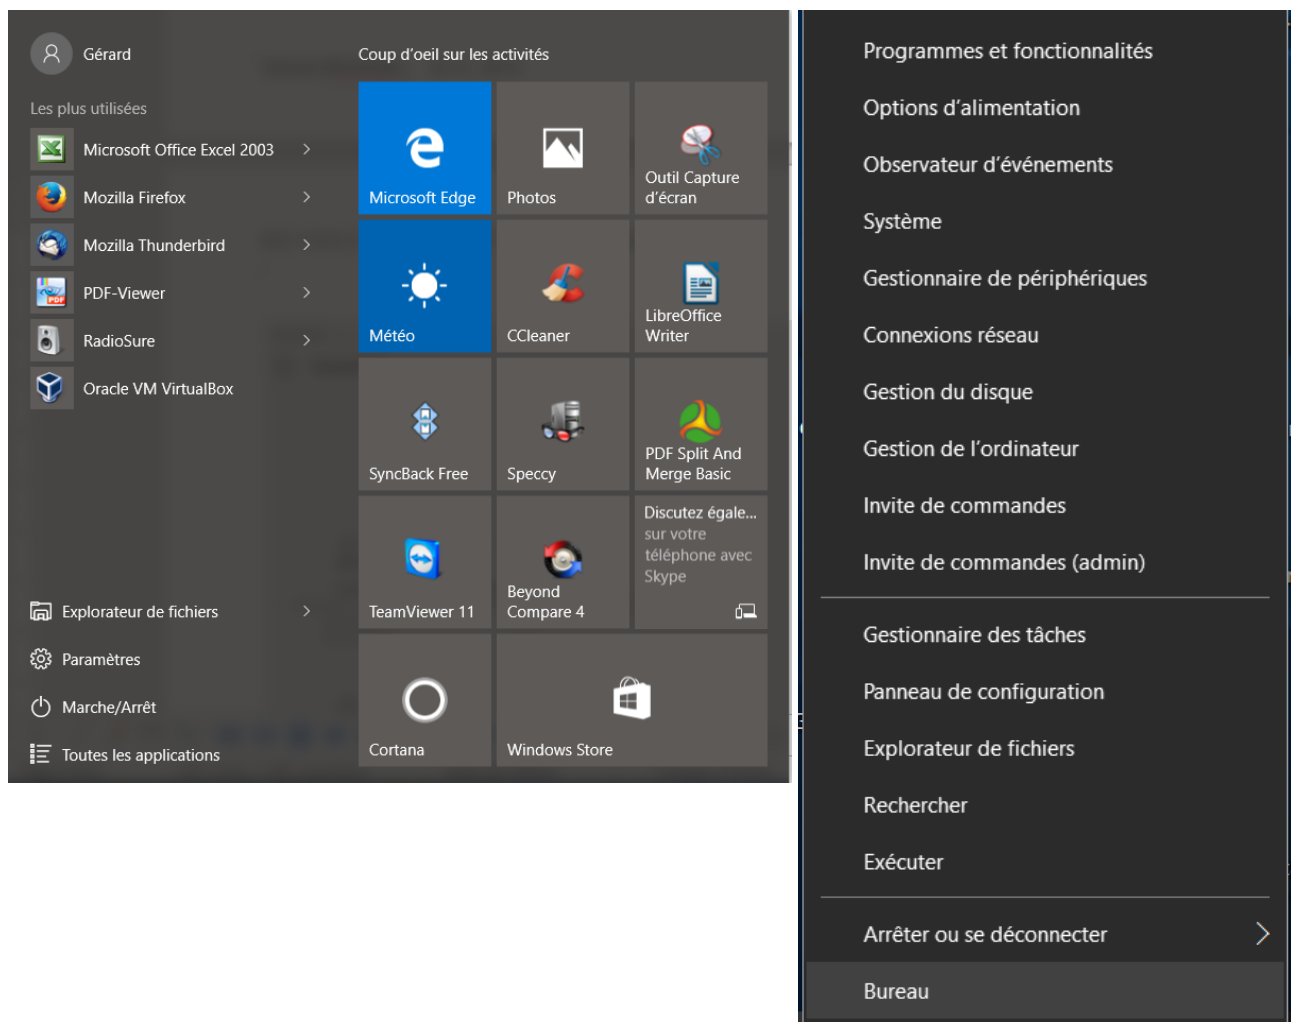 Gérard
Les plus utilisées
Microsoft Office Excel 2003
Mozilla Firefox
Mozilla Thunderbird
PDF-Viewer
RadioSure
Oracle VM VirtualBox
Explorateur de fichiers
Paramètres
Marche/Arrêt
Toutes les applications
Coup d'oeil sur les activités
Microsoft Edge
Photos
Outil Capture
d'écran
Météo
CCleaner
LibreOffice
Writer
SyncBack Free
Speccy
PDF Split And
Merge Basic
TeamViewer 11
Beyond
Compare 4
Discutez égale...
sur votre
téléphone avec
Skype
Cortana
Windows Store
Programmes et fonctionnalités
Options d'alimentation
Observateur d'événements
Système
Gestionnaire de périphériques
Connexions réseau
Gestion du disque
Gestion de l'ordinateur
Invite de commandes
Invite de commandes (admin)
Gestionnaire des tâches
Panneau de configuration
Explorateur de fichiers
Rechercher
Exécuter
Arrêter ou se déconnecter
Bureau